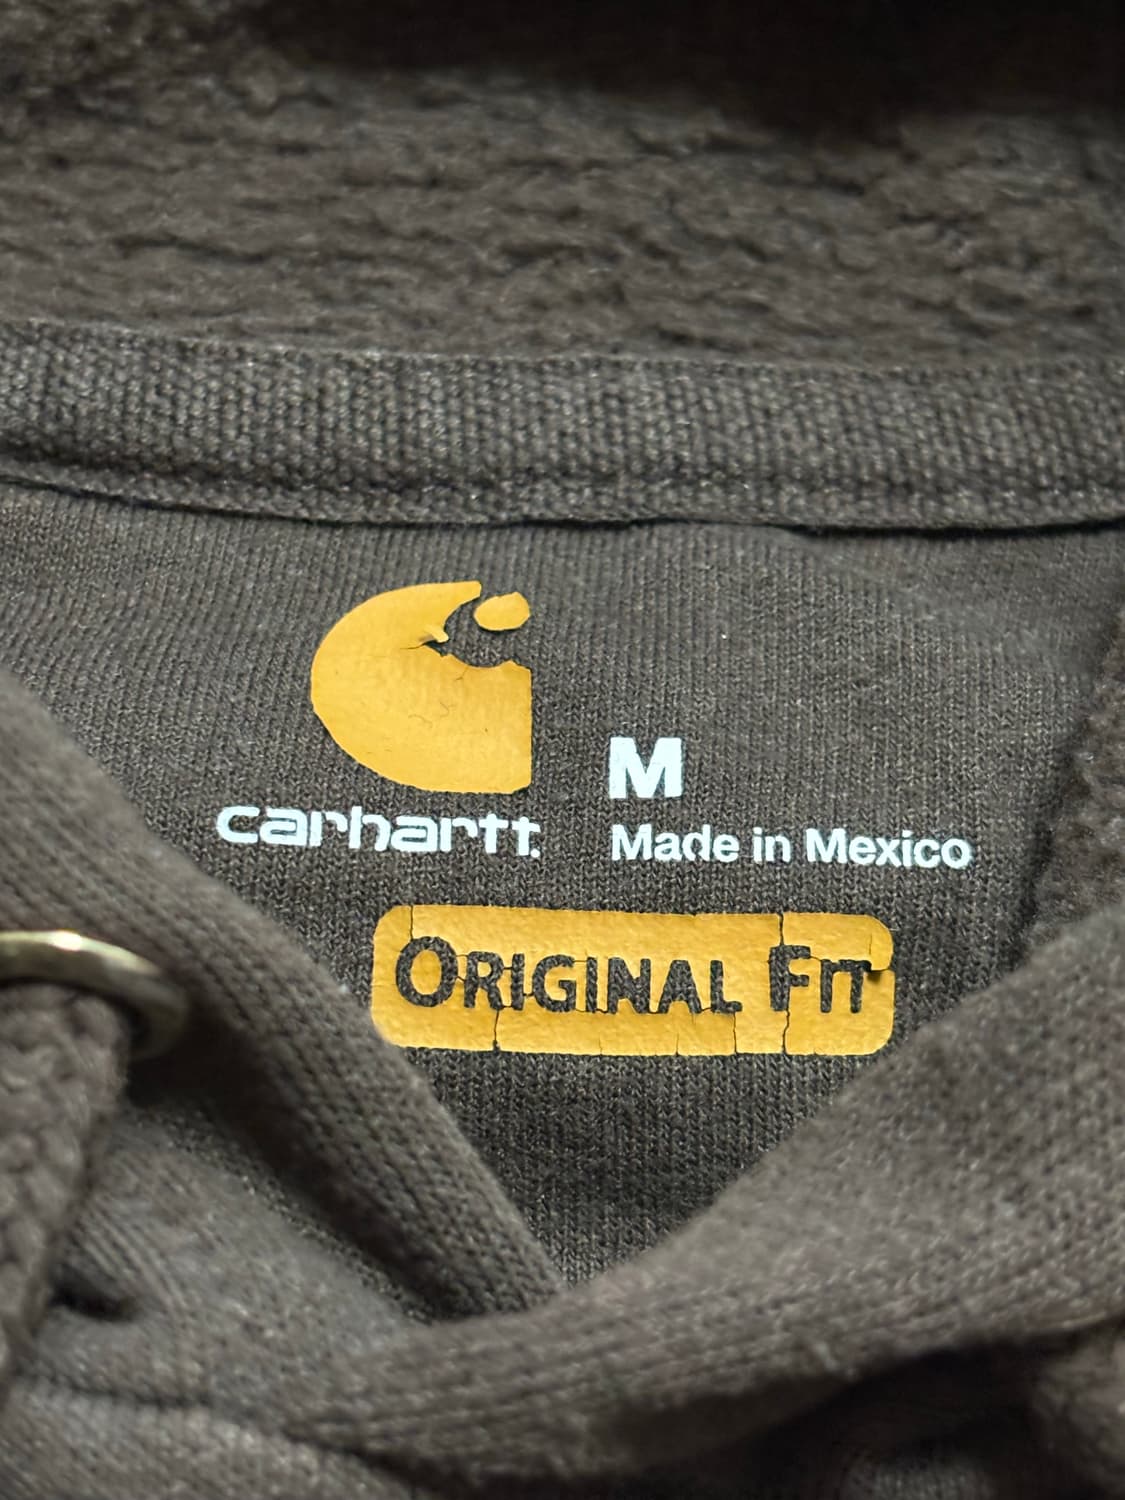 carhartt.
M
Made in Mexico
ORIGINAL FIT